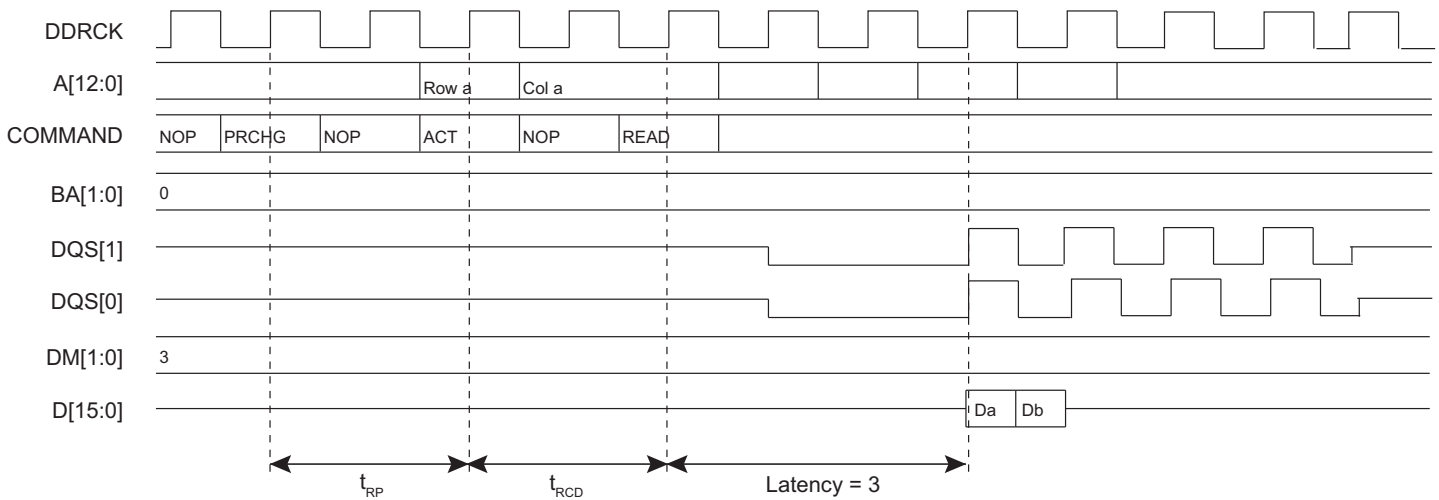 DDRCK
A[12:0] Row a Col a
COMMAND NOP PRCHG NOP ACT NOP READ
BA[1:0] 0
DQS[1]
DQS[0]
DM[1:0] 3
D[15:0] Da Db
tRP tRCD Latency = 3